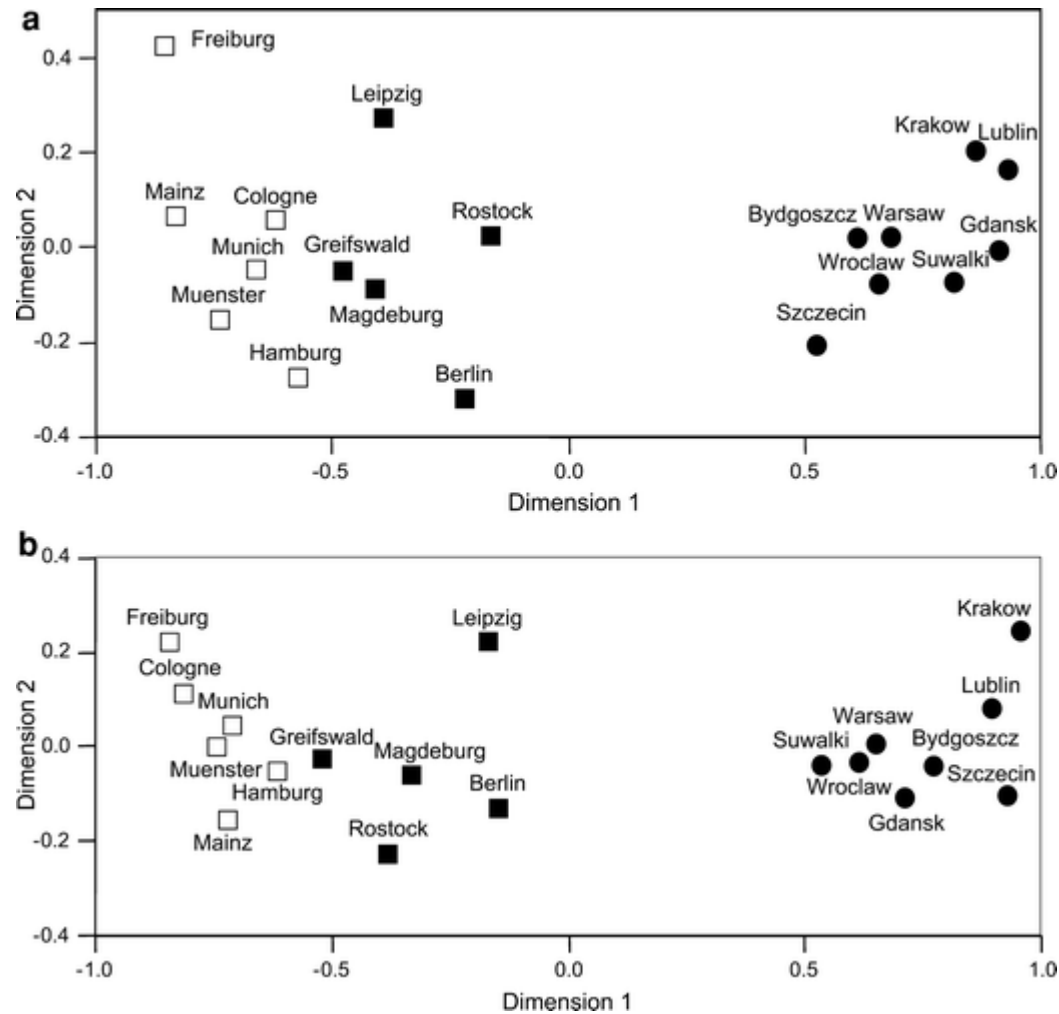 a
Freiburg
0.4
Leipzig
Krakow Lublin
0.2
Mainz Cologne
Rostock
Bydgoszcz Warsaw Gdansk
Munich Greifswald
0.0
Wroclaw Suwalki
Muenster
Magdeburg
Szczecin
-0.2
Hamburg
Berlin
-0.4
Dimension 2
-1.0 -0.5 0.0 0.5 1.0
Dimension 1
b
0.4
Freiburg Leipzig Krakow
0.2
Cologne
Lublin
Munich
Warsaw
0.0
Greifswald Magdeburg Suwalki Bydgoszcz
Muenster
Berlin Szczecin
Hamburg Wroclaw
Gdansk
-0.2
Mainz Rostock
-0.4
Dimension 2
-1.0 -0.5 0.0 0.5 1.0
Dimension 1